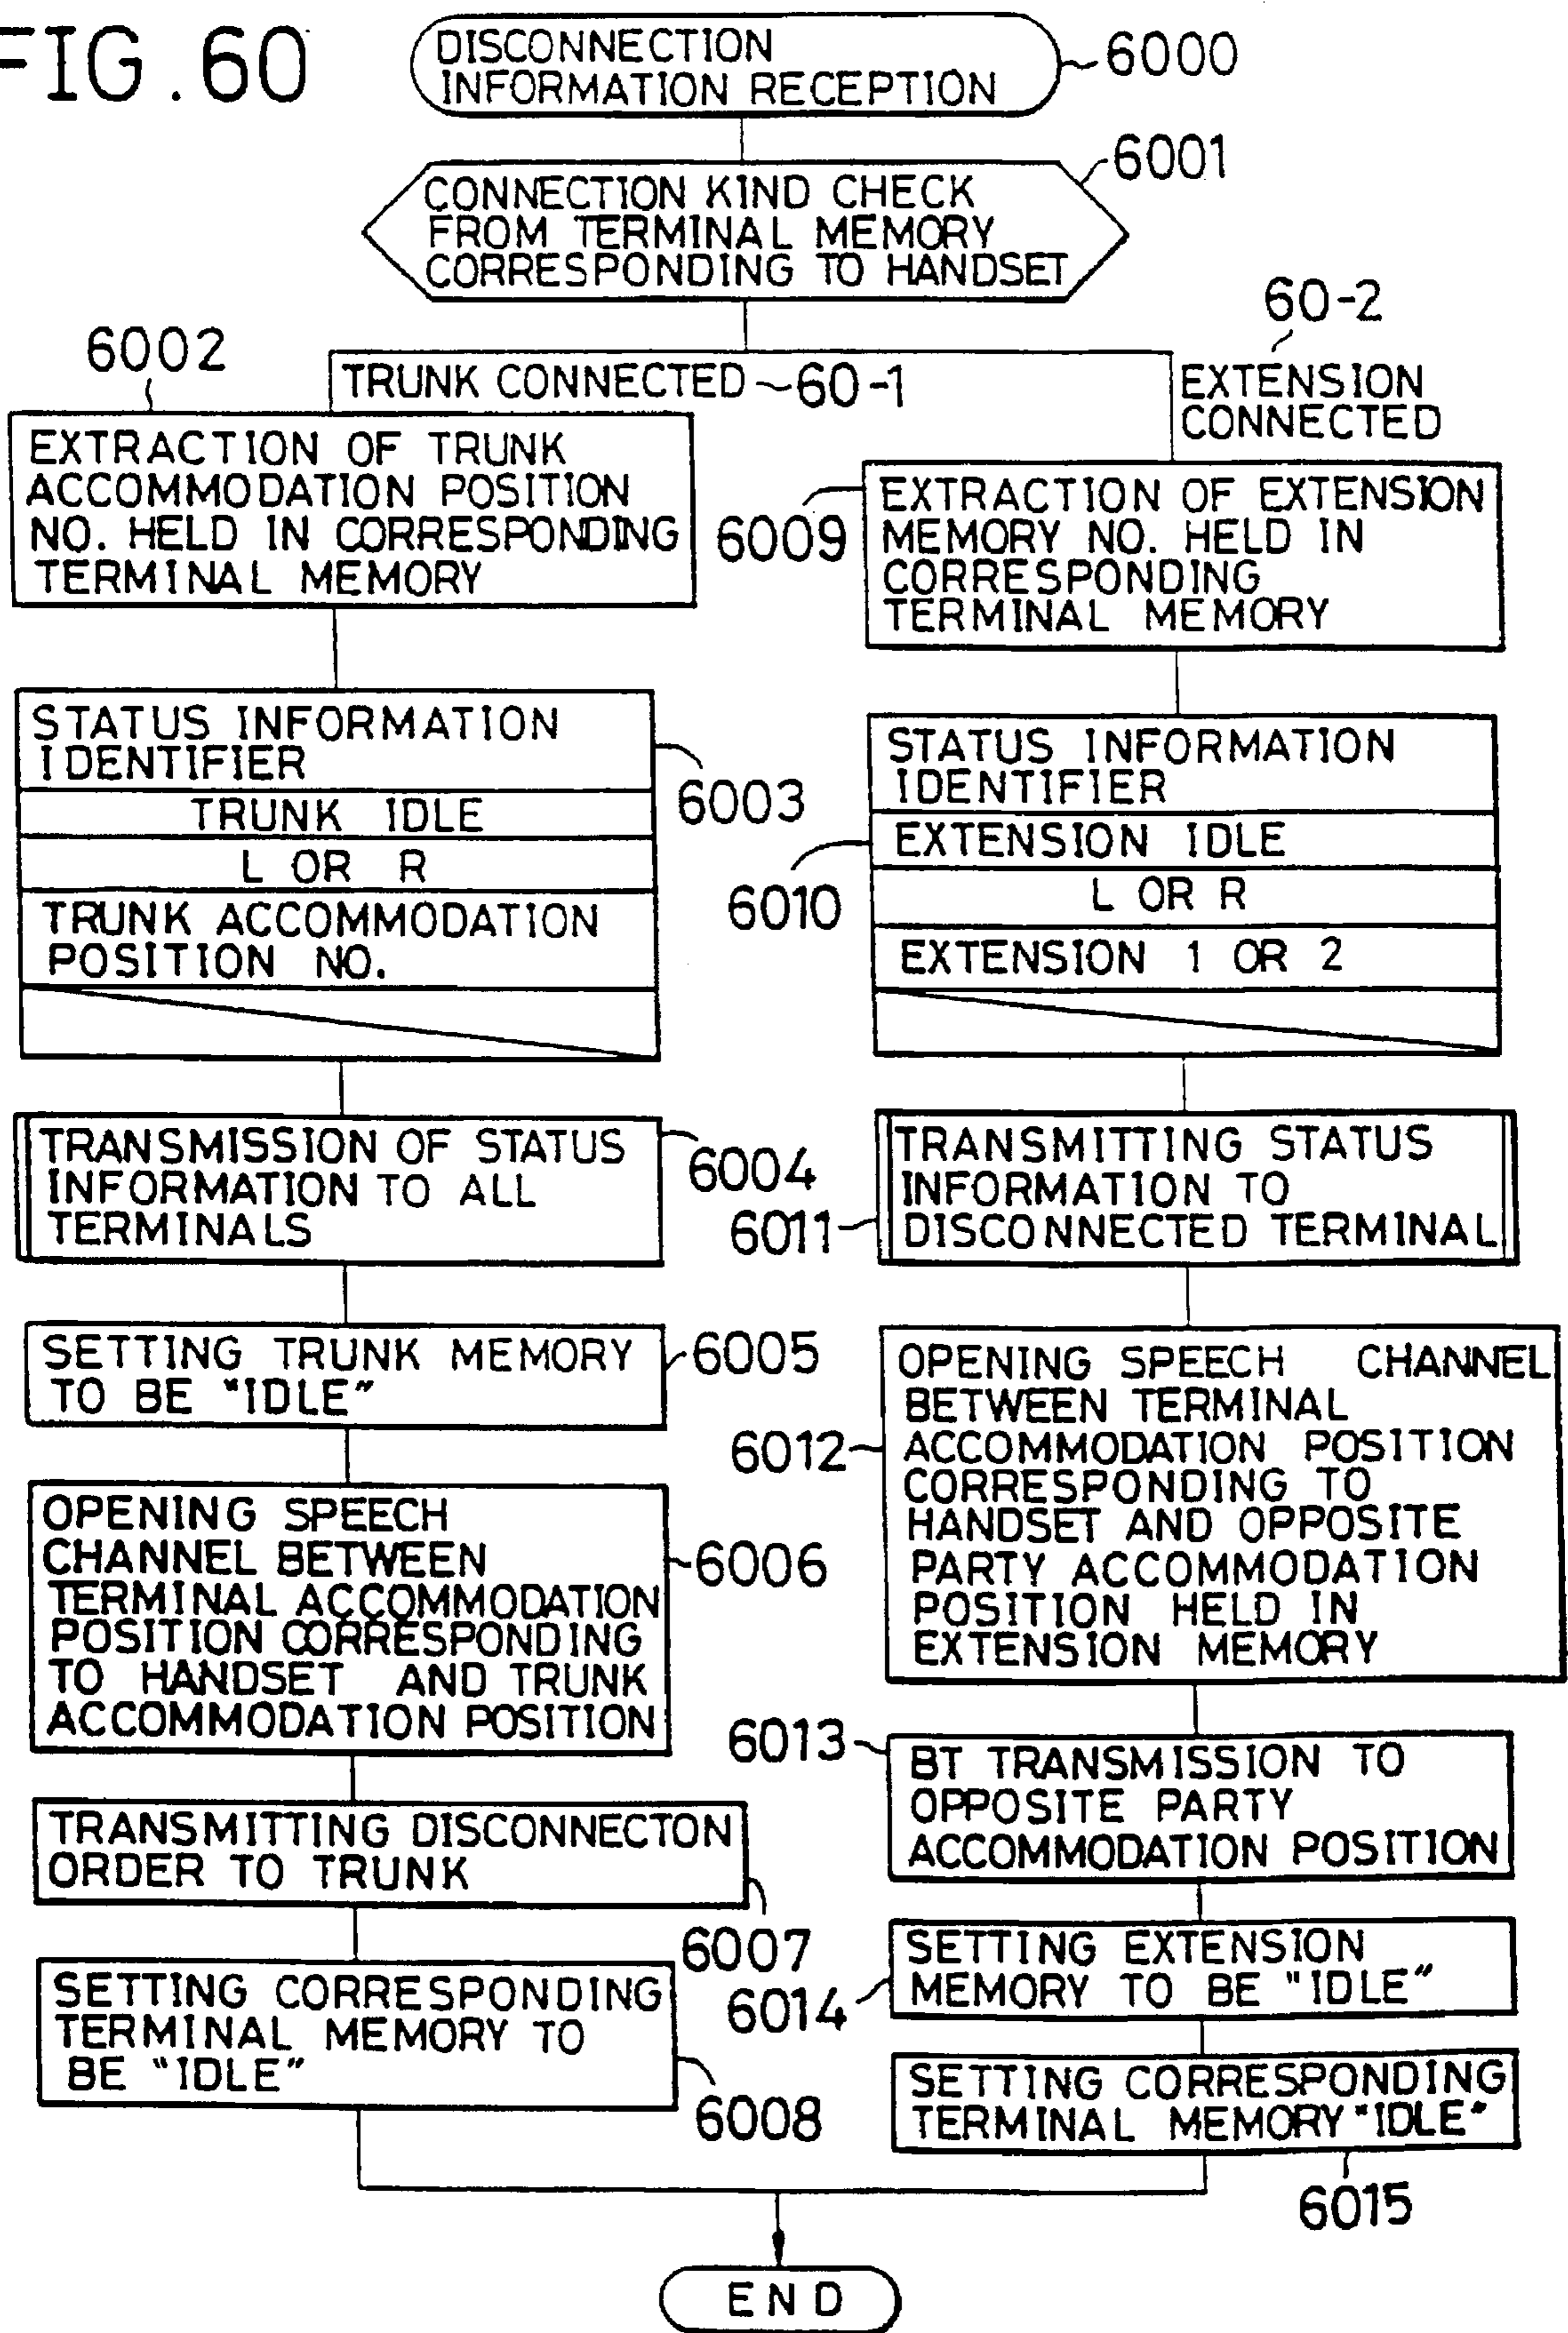 FIG. 60
DISCONNECTION
INFORMATION RECEPTION
6000
CONNECTION KIND CHECK
FROM TERMINAL MEMORY
CORRESPONDING TO HANDSET
6001
TRUNK CONNECTED
60-1
60-2
EXTENSION
CONNECTED
6002
EXTRACTION OF TRUNK
ACCOMMODATION POSITION
NO. HELD IN CORRESPONDING
TERMINAL MEMORY
STATUS INFORMATION
IDENTIFIER
TRUNK IDLE
L OR R
TRUNK ACCOMMODATION
POSITION NO.
6003
TRANSMISSION OF STATUS
INFORMATION TO ALL
TERMINALS
6004
SETTING TRUNK MEMORY
TO BE "IDLE"
6005
OPENING SPEECH
CHANNEL BETWEEN
TERMINAL ACCOMMODATION
POSITION CORRESPONDING
TO HANDSET AND TRUNK
ACCOMMODATION POSITION
6006
TRANSMITTING DISCONNECTON
ORDER TO TRUNK
6007
SETTING CORRESPONDING
TERMINAL MEMORY TO
BE "IDLE"
6008
6009
EXTRACTION OF EXTENSION
MEMORY NO. HELD IN
CORRESPONDING
TERMINAL MEMORY
STATUS INFORMATION
IDENTIFIER
EXTENSION IDLE
L OR R
EXTENSION 1 OR 2
6010
TRANSMITTING STATUS
INFORMATION TO
DISCONNECTED TERMINAL
6011
OPENING SPEECH CHANNEL
BETWEEN TERMINAL
ACCOMMODATION POSITION
CORRESPONDING TO
HANDSET AND OPPOSITE
PARTY ACCOMMODATION
POSITION HELD IN
EXTENSION MEMORY
6012
6013
BT TRANSMISSION TO
OPPOSITE PARTY
ACCOMMODATION POSITION
SETTING EXTENSION
MEMORY TO BE "IDLE"
6014
SETTING CORRESPONDING
TERMINAL MEMORY "IDLE"
6015
END